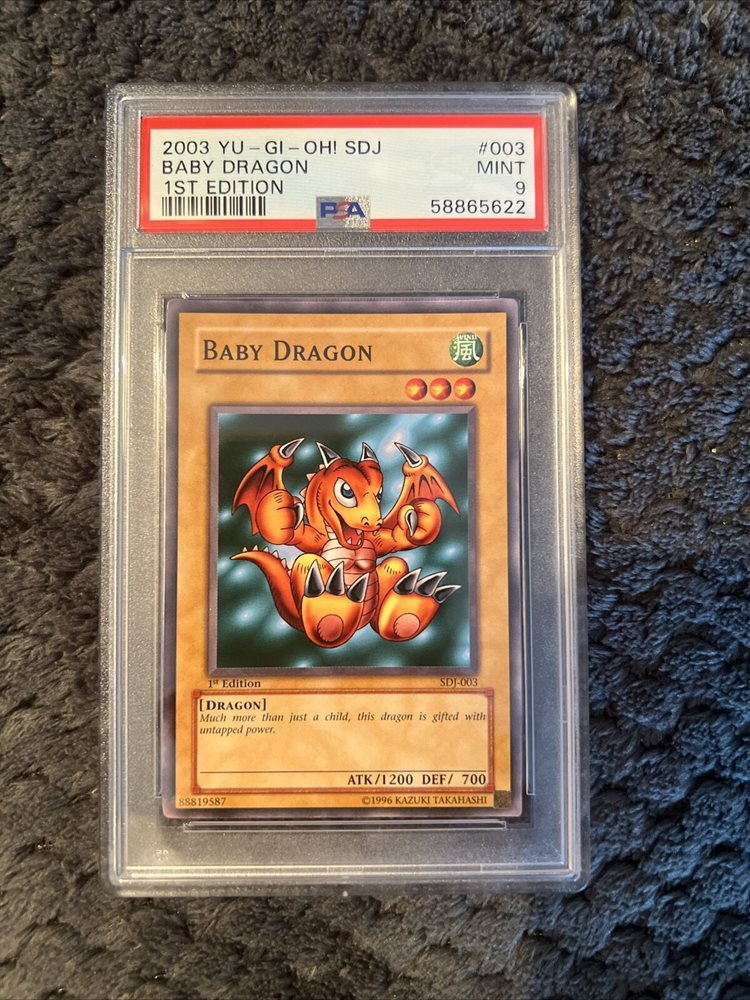 2003 YU-GI-OH! SDJ #003
BABY DRAGON MINT
1ST EDITION 9
PSA 58865622
BABY DRAGON
WIND
風
1st Edition SDJ-003
[DRAGON]
Much more than just a child, this dragon is gifted with
untapped power.
ATK/1200 DEF/ 700
88819587 ©1996 KAZUKI TAKAHASHI